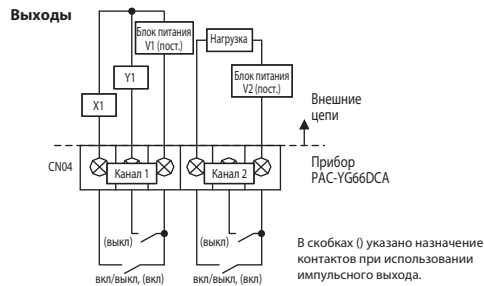 Выходы
Блок питания
V1 (пост.)
Нагрузка
Y1
Блок питания
V2 (пост.)
X1
Внешние
цепи
CN04
Канал 1
Канал 2
Прибор
PAC-YG66DCA
(выкл)
(выкл)
вкл/выкл, (вкл)
вкл/выкл, (вкл)
В скобках () указано назначение
контактов при использовании
импульсного выхода.